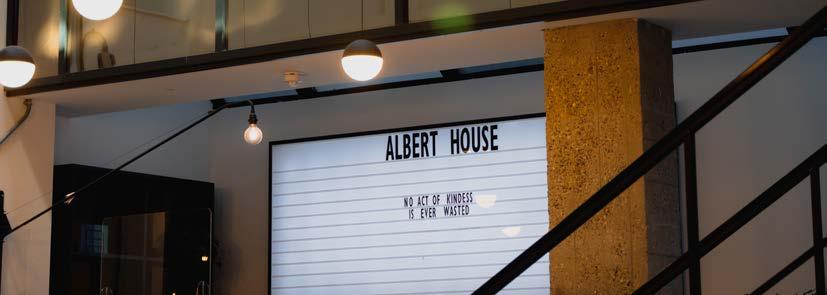 ALBERT HOUSE
NO ACT OF KINDESS
IS EVER WASTED